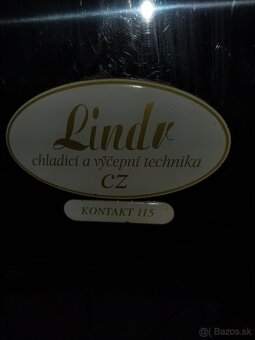 Lindr
chladicí a výčepní technika
CZ
KONTAKT 115
Bazos.sk